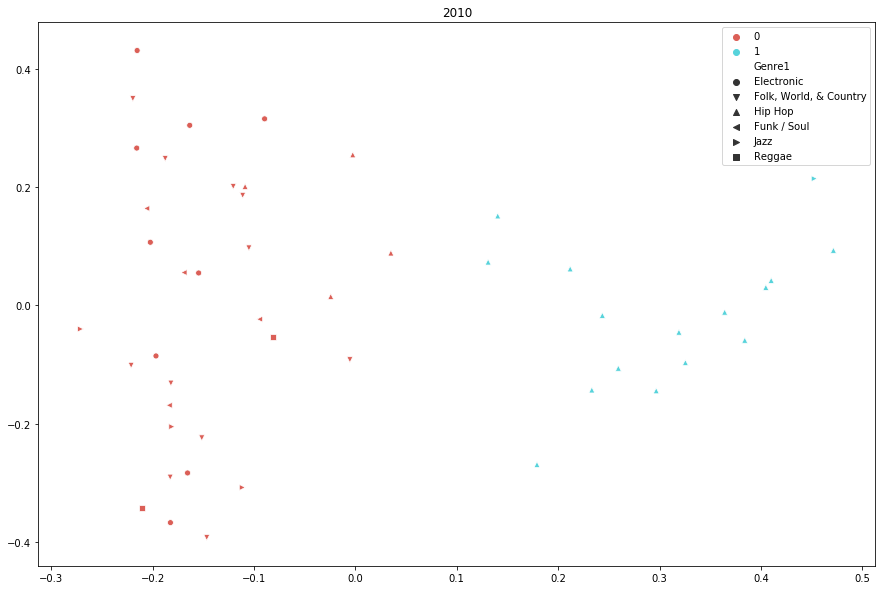 2010
0
1
Genre1
Electronic
Folk, World, & Country
Hip Hop
Funk / Soul
Jazz
Reggae
0.4
0.2
0.0
−0.2
−0.4
−0.3 −0.2 −0.1 0.0 0.1 0.2 0.3 0.4 0.5